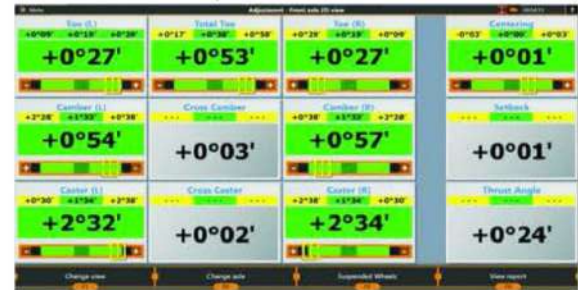 Menu Adjustment - Front axle 2D view
Toe (L) Total Toe Toe (R) Centering
+0°09' +0°19' +0°29' +0°17' +0°38' +0°58' +0°29' +0°19' +0°09' -0°03' +0°00' +0°03'
+0°27' +0°53' +0°27' +0°01'
Camber (L) Cross Camber Camber (R) Setback
+2°28' +1°33' +0°38' --- --- --- +0°38' +1°33' +2°28' --- --- ---
+0°54' +0°03' +0°57' +0°01'
Caster (L) Cross Caster Caster (R) Thrust Angle
+0°30' +1°34' +2°38' --- --- --- +2°38' +1°34' +0°30' --- --- ---
+2°32' +0°02' +2°34' +0°24'
Change view Change axle Suspended Wheels View report